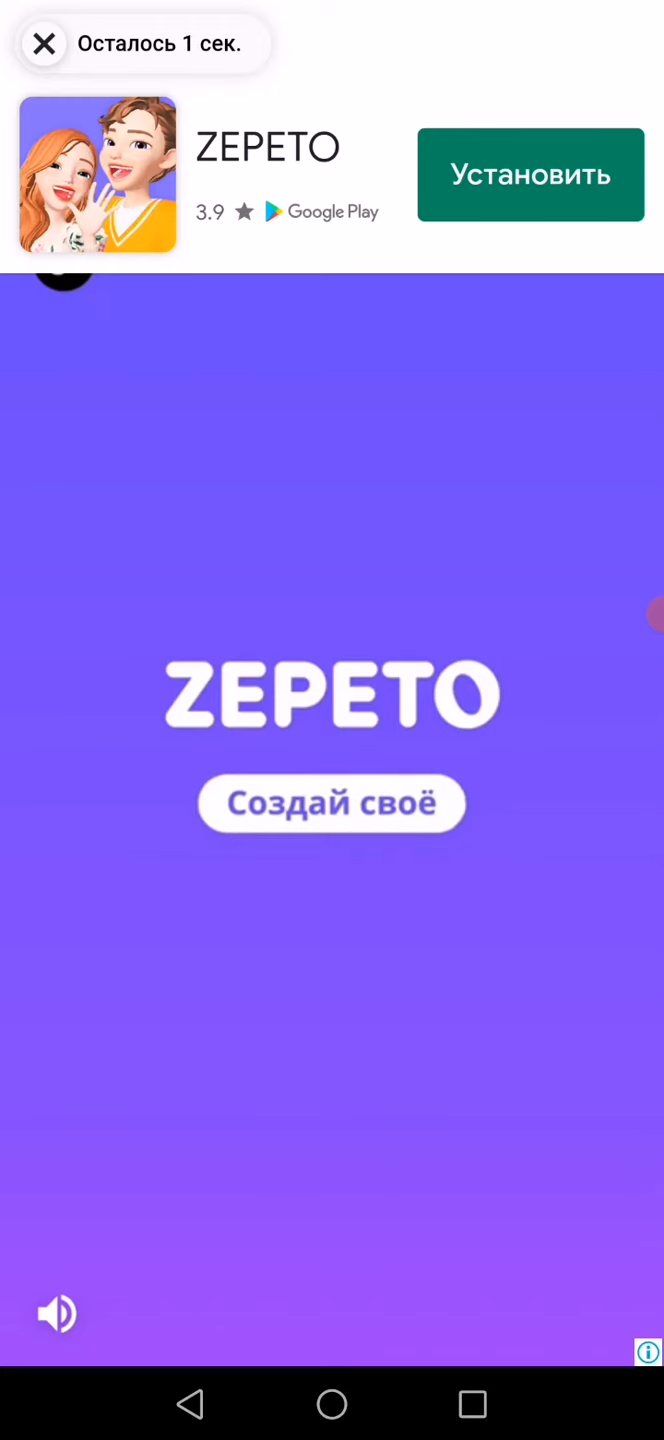 Осталось 1 сек.
ZEPETO
3.9 ★ Google Play
Установить
ZEPETO
Создай своё